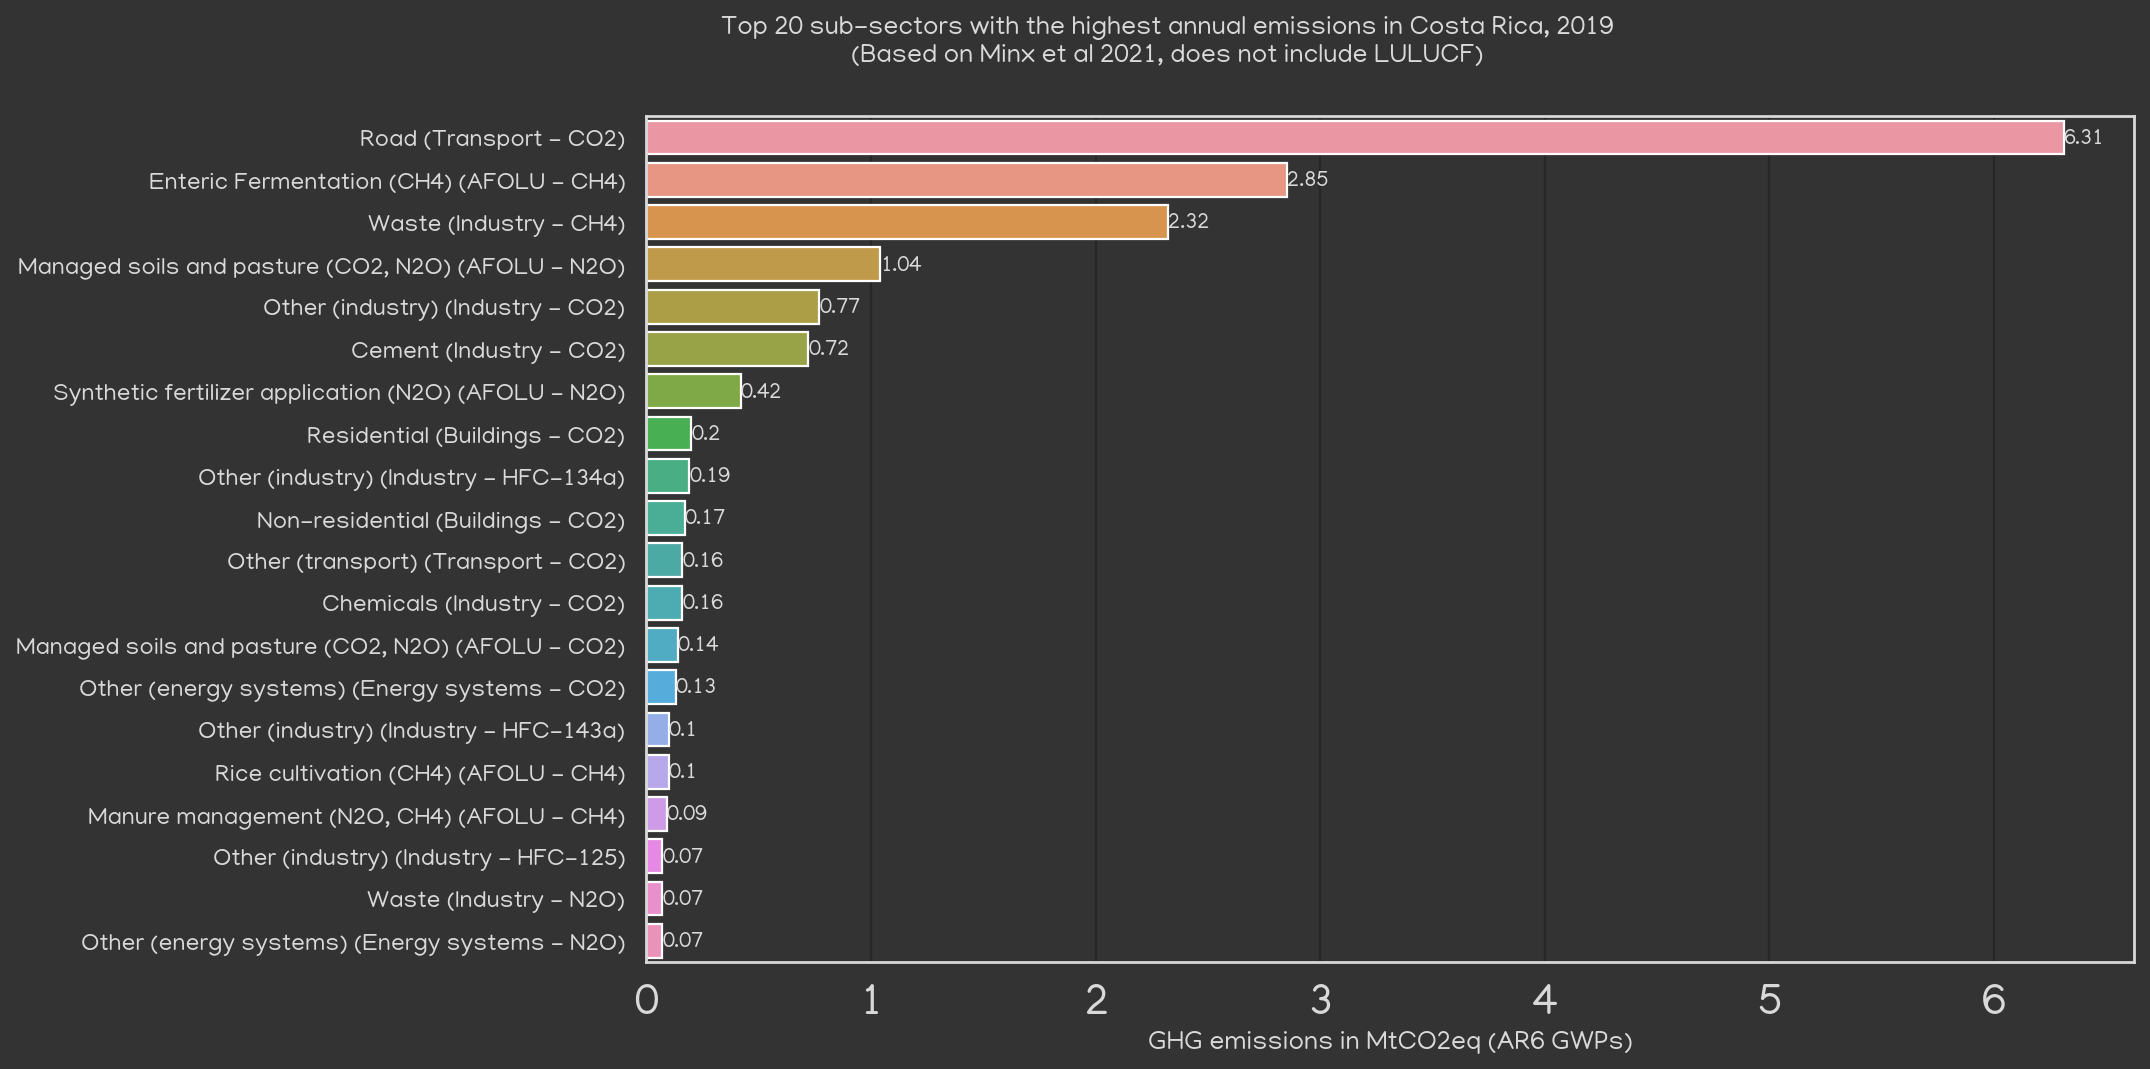 Top 20 sub-sectors with the highest annual emissions in Costa Rica, 2019
(Based on Minx et al 2021, does not include LULUCF)
Road (Transport - CO2) 6.31
Enteric Fermentation (CH4) (AFOLU - CH4) 2.85
Waste (Industry - CH4) 2.32
Managed soils and pasture (CO2, N2O) (AFOLU - N2O) 1.04
Other (industry) (Industry - CO2) 0.77
Cement (Industry - CO2) 0.72
Synthetic fertilizer application (N2O) (AFOLU - N2O) 0.42
Residential (Buildings - CO2) 0.2
Other (industry) (Industry - HFC-134a) 0.19
Non-residential (Buildings - CO2) 0.17
Other (transport) (Transport - CO2) 0.16
Chemicals (Industry - CO2) 0.16
Managed soils and pasture (CO2, N2O) (AFOLU - CO2) 0.14
Other (energy systems) (Energy systems - CO2) 0.13
Other (industry) (Industry - HFC-143a) 0.1
Rice cultivation (CH4) (AFOLU - CH4) 0.1
Manure management (N2O, CH4) (AFOLU - CH4) 0.09
Other (industry) (Industry - HFC-125) 0.07
Waste (Industry - N2O) 0.07
Other (energy systems) (Energy systems - N2O) 0.07
0 1 2 3 4 5 6
GHG emissions in MtCO2eq (AR6 GWPs)